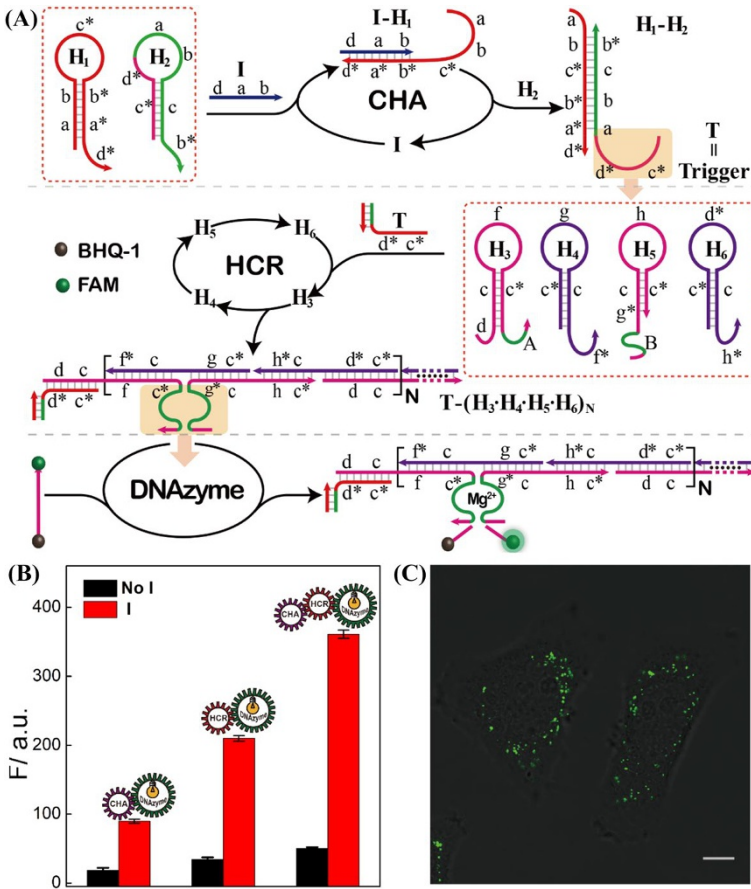 (A)
c*
H1
b b*
a a*
d*
a
H2
b
d*
c* c
b*
I
d a b
I-H1
d a b
a
b
d* a* b* c*
CHA
I
H2
H1-H2
a
b b*
c* c
b* b
a* a
d*
d* c*
T
=
Trigger
BHQ-1
FAM
H5 H6
HCR
H4 H3
T
d* c*
f
H3
c c*
d
A
g
H4
c* c
f*
h
H5
c c*
g*
B
d*
H6
c* c
h*
f* c g c* h* c d* c*
d c
d* c*
f c* g* c h c* d c
N
T-(H3·H4·H5·H6)N
DNAzyme
f* c g c* h* c d* c*
d c
d* c*
f c* g* c h c* d c
N
Mg2+
(B)
No I
I
F/ a.u.
400
300
200
100
0
CHA DNAzyme
HCR DNAzyme
CHA HCR DNAzyme
(C)